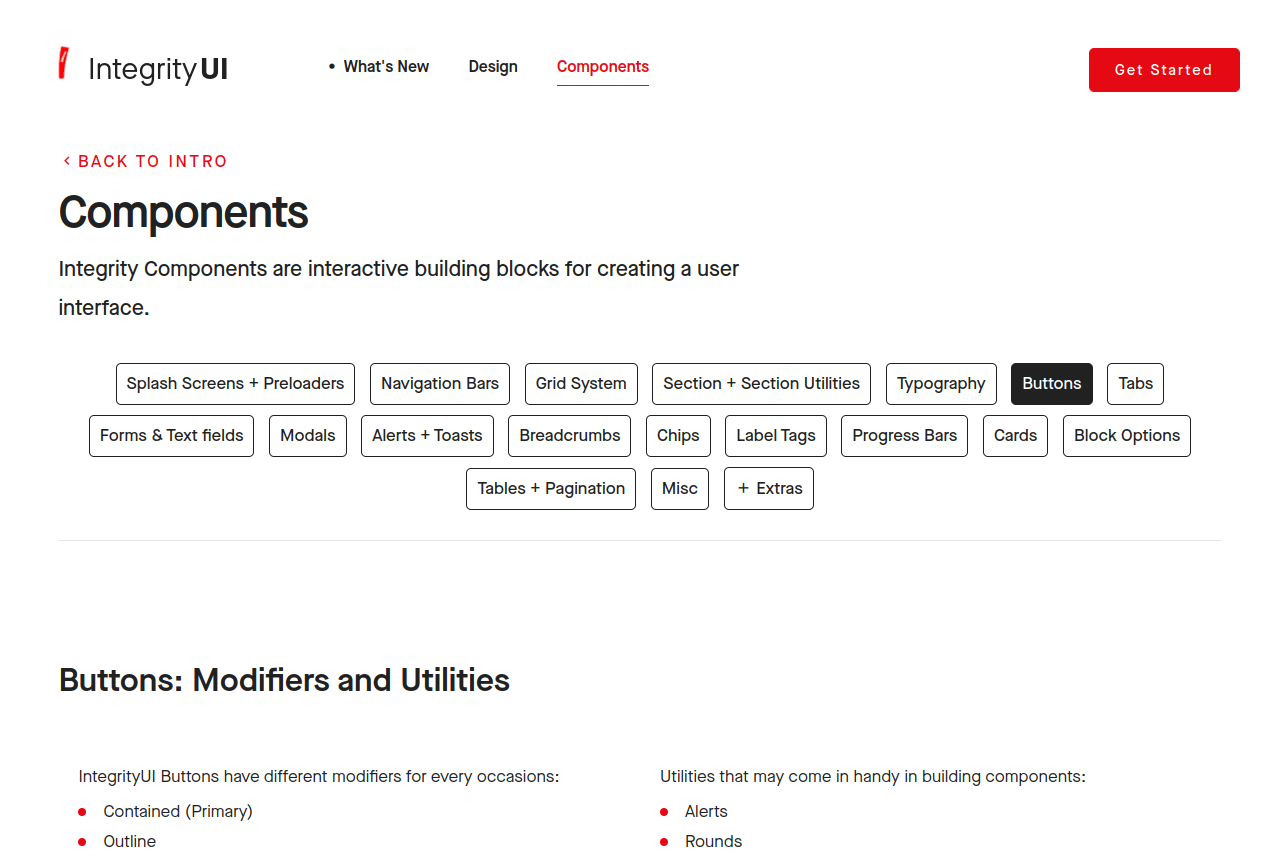 IntegrityUI
• What's New
Design
Components
Get Started
‹ BACK TO INTRO
Components
Integrity Components are interactive building blocks for creating a user
interface.
Splash Screens + Preloaders
Navigation Bars
Grid System
Section + Section Utilities
Typography
Buttons
Tabs
Forms & Text fields
Modals
Alerts + Toasts
Breadcrumbs
Chips
Label Tags
Progress Bars
Cards
Block Options
Tables + Pagination
Misc
+ Extras
Buttons: Modifiers and Utilities
IntegrityUI Buttons have different modifiers for every occasions:
• Contained (Primary)
• Outline
Utilities that may come in handy in building components:
• Alerts
• Rounds